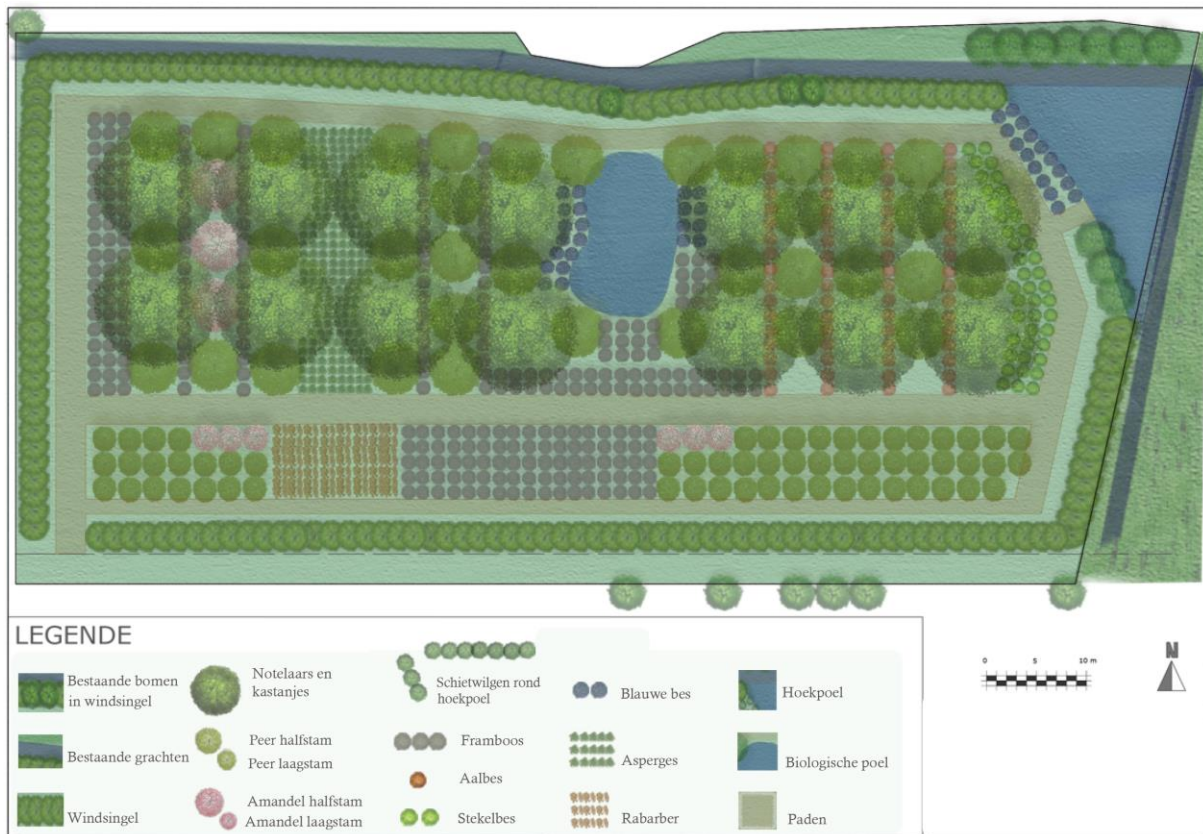 LEGENDE
Bestaande bomen
in windsingel
Bestaande grachten
Windsingel
Notelaars en
kastanjes
Peer halfstam
Peer laagstam
Amandel halfstam
Amandel laagstam
Schietwilgen rond
hoekpoel
Framboos
Aalbes
Stekelbes
Blauwe bes
Asperges
Rabarber
Hoekpoel
Biologische poel
Paden
0 5 10 m
N